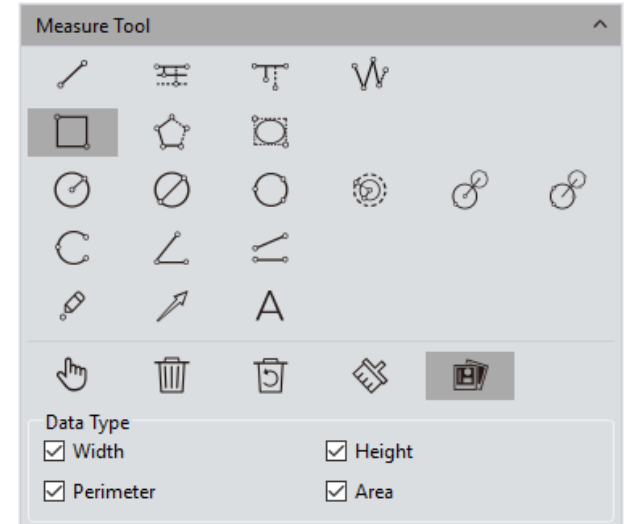 Measure Tool
A
Data Type
Width
Height
Perimeter
Area